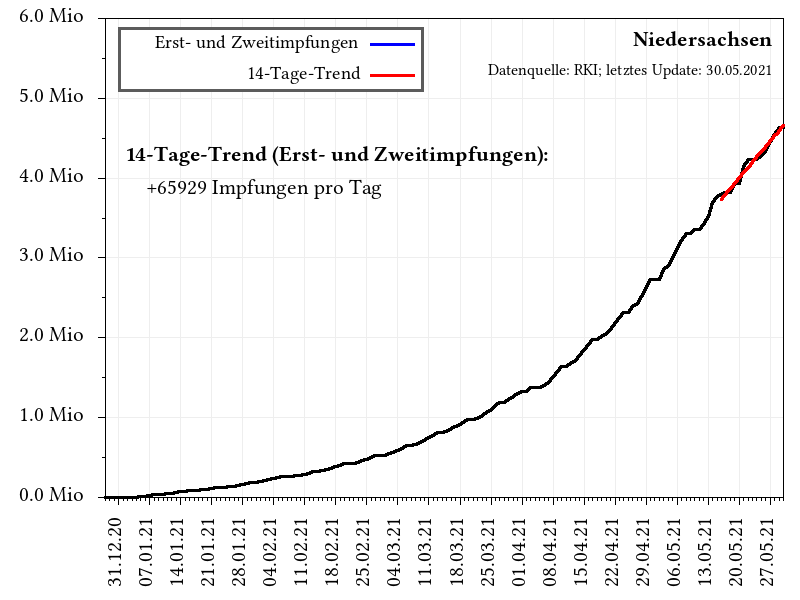 6.0 Mio
5.0 Mio
4.0 Mio
3.0 Mio
2.0 Mio
1.0 Mio
0.0 Mio
Erst- und Zweitimpfungen
14-Tage-Trend
Niedersachsen
Datenquelle: RKI; letztes Update: 30.05.2021
14-Tage-Trend (Erst- und Zweitimpfungen):
+65929 Impfungen pro Tag
31.12.20
07.01.21
14.01.21
21.01.21
28.01.21
04.02.21
11.02.21
18.02.21
25.02.21
04.03.21
11.03.21
18.03.21
25.03.21
01.04.21
08.04.21
15.04.21
22.04.21
29.04.21
06.05.21
13.05.21
20.05.21
27.05.21